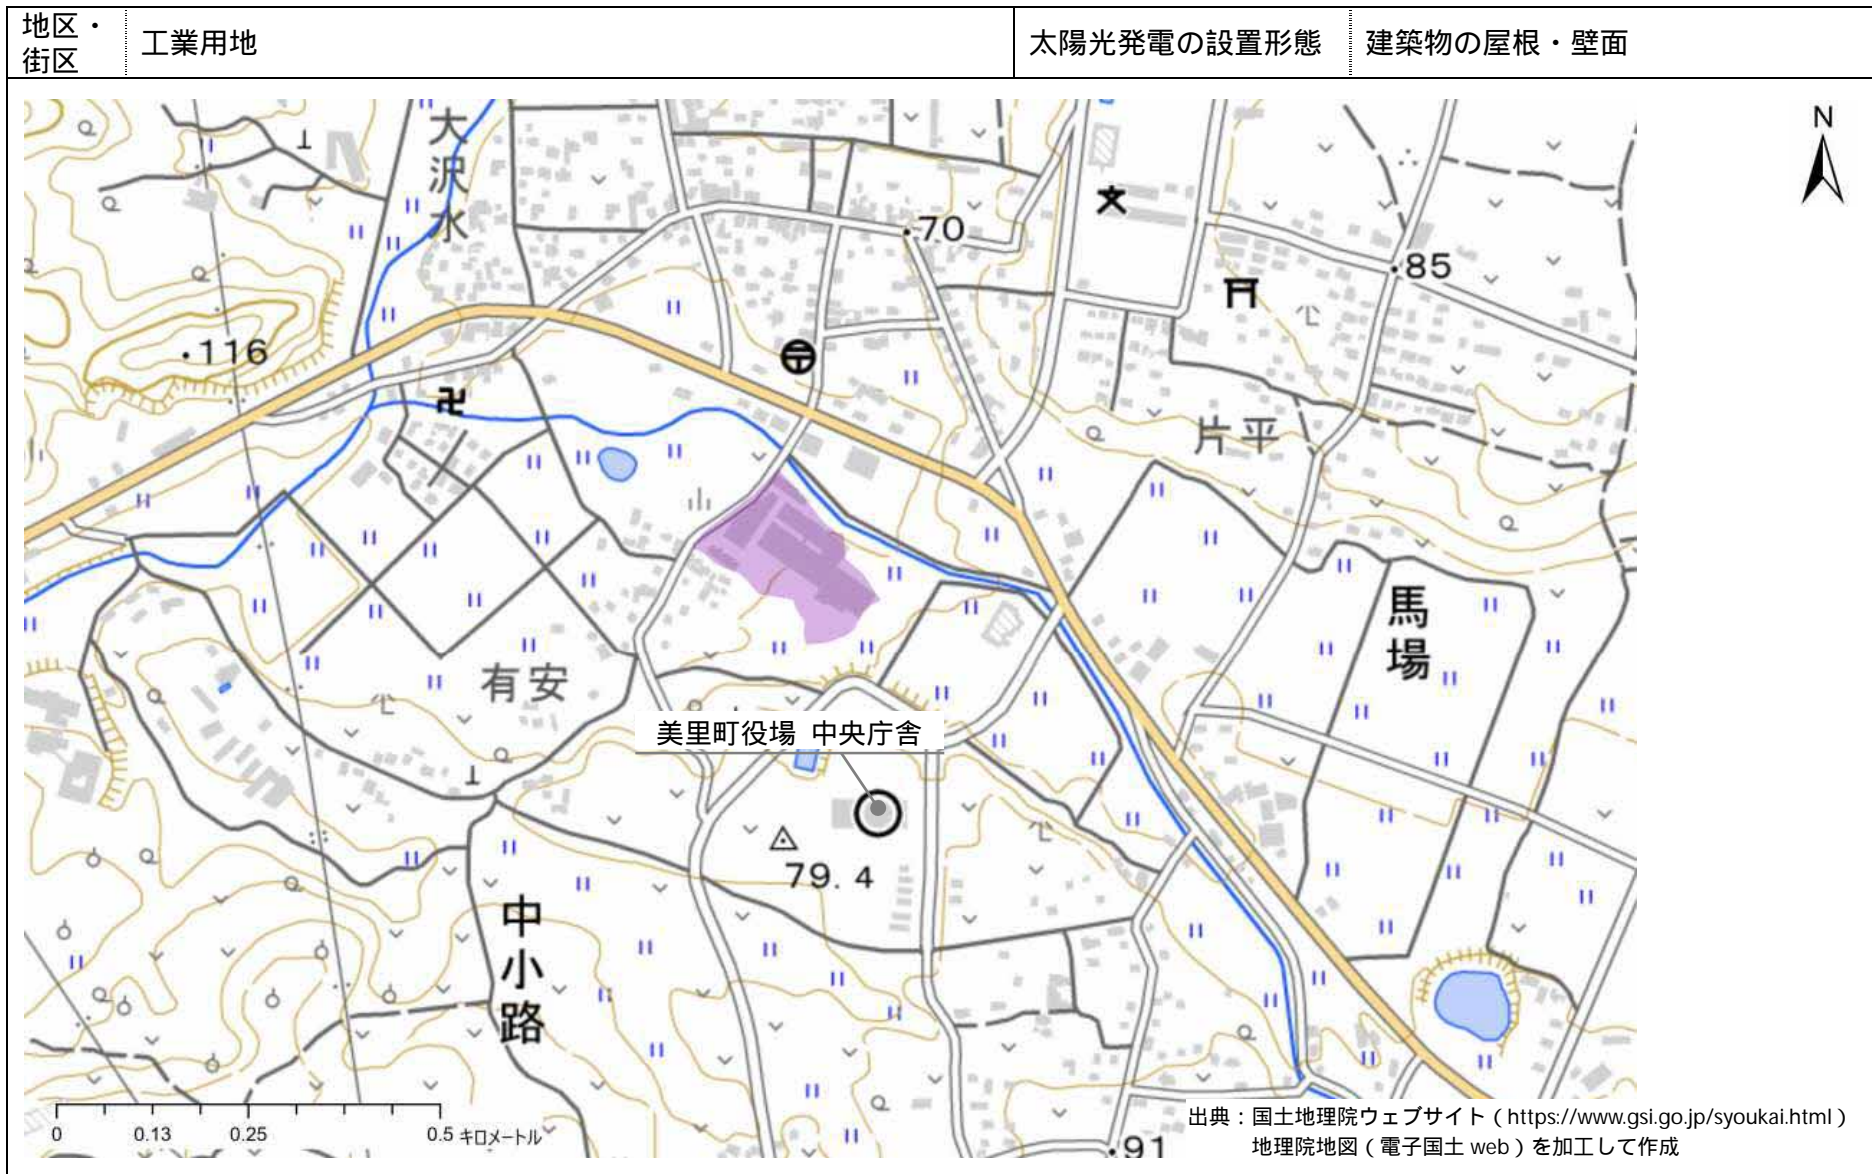 地区・
街区
工業用地
太陽光発電の設置形態
建築物の屋根・壁面
N
大沢水
70
85
116
片平
馬場
有安
美里町役場 中央庁舎
79.4
中小路
91
0 0.13 0.25 0.5 キロメートル
出典：国土地理院ウェブサイト（https://www.gsi.go.jp/syoukai.html）
地理院地図（電子国土 web）を加工して作成